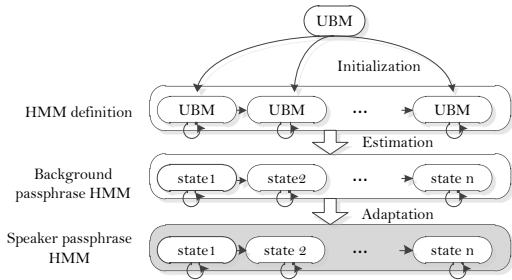 UBM
Initialization
HMM definition
UBM UBM ... UBM
Estimation
Background
passphrase HMM
state1 state2 ... state n
Adaptation
Speaker passphrase
HMM
state1 state 2 ... state n